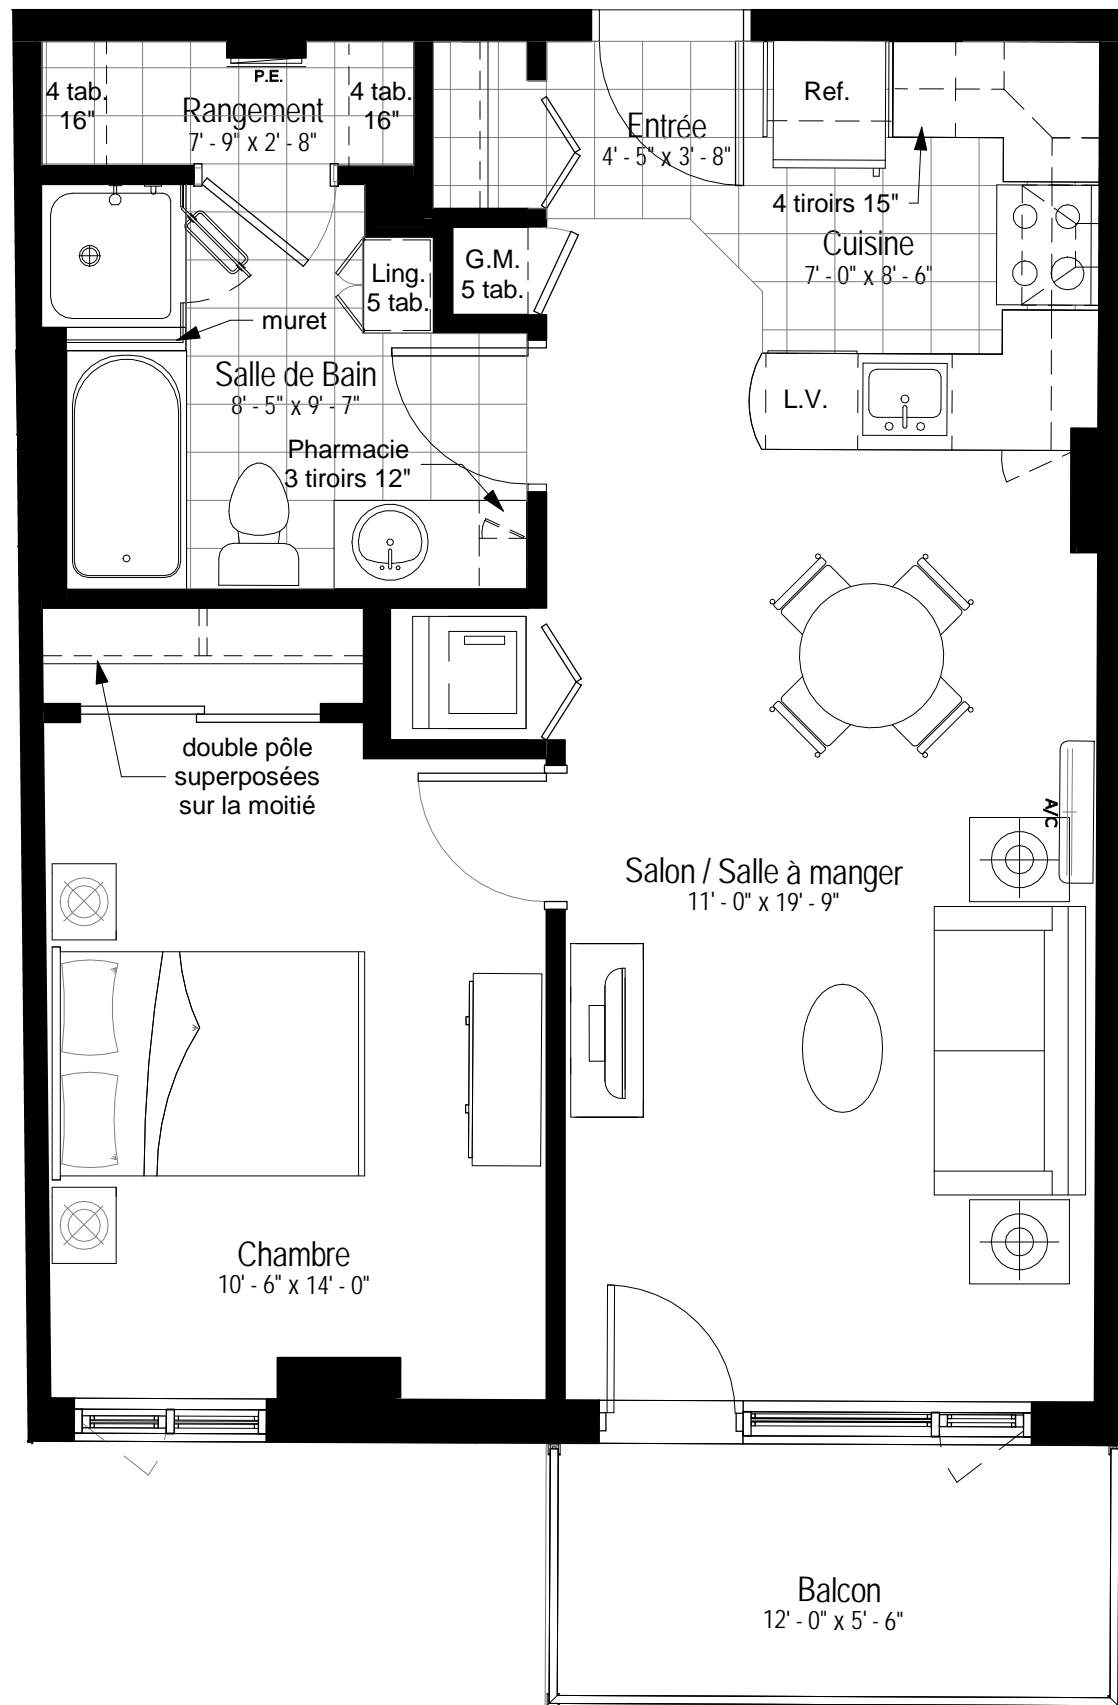 P.E.
4 tab.
16"
Rangement
7' - 9" x 2' - 8"
4 tab.
16"
Entrée
4' - 5" x 3' - 8"
Ref.
4 tiroirs 15"
Cuisine
7' - 0" x 8' - 6"
Ling.
5 tab.
G.M.
5 tab.
muret
Salle de Bain
8' - 5" x 9' - 7"
L.V.
Pharmacie
3 tiroirs 12"
double pôle
superposées
sur la moitié
A/C
Salon / Salle à manger
11' - 0" x 19' - 9"
Chambre
10' - 6" x 14' - 0"
Balcon
12' - 0" x 5' - 6"